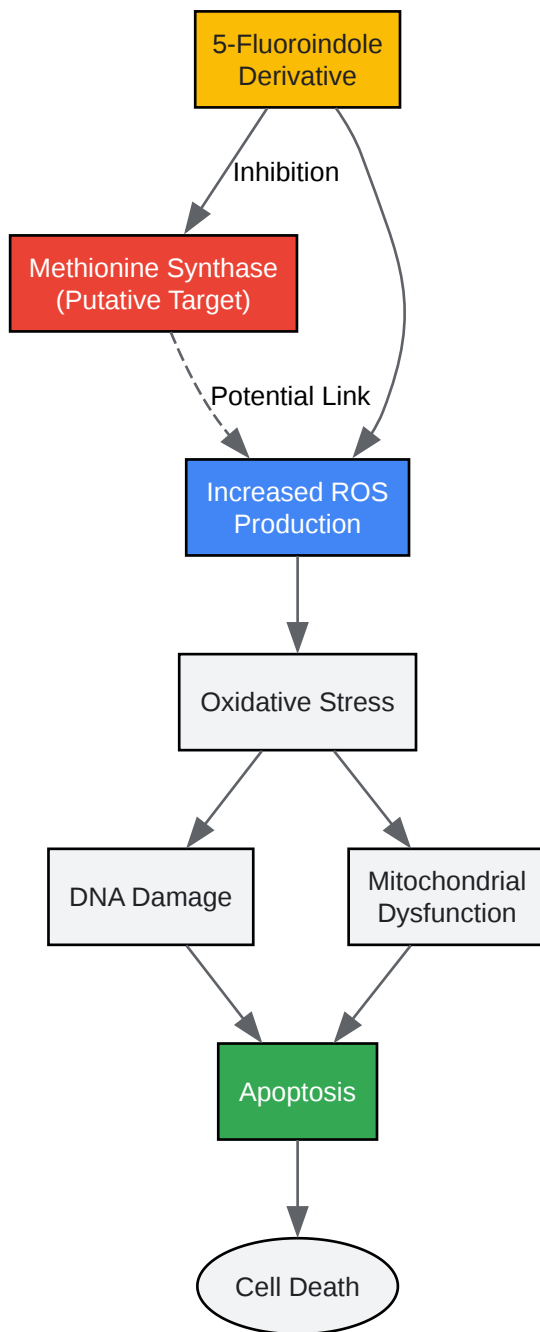 5-Fluoroindole
Derivative
Inhibition
Methionine Synthase
(Putative Target)
Potential Link
Increased ROS
Production
Oxidative Stress
DNA Damage
Mitochondrial
Dysfunction
Apoptosis
Cell Death